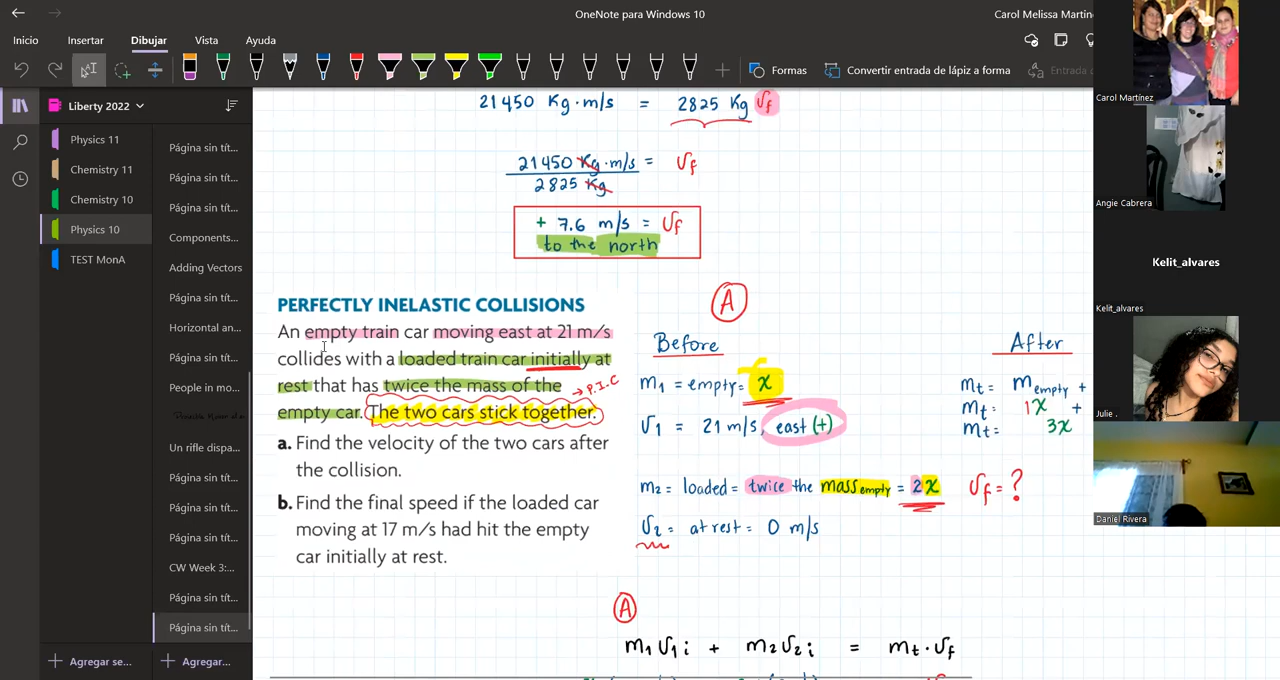 OneNote para Windows 10
Carol Melissa Martín
Inicio
Insertar
Dibujar
Vista
Ayuda
Formas
Convertir entrada de lápiz a forma
Entrada d
Liberty 2022
Physics 11
Chemistry 11
Chemistry 10
Physics 10
TEST MonA
Página sin tít...
Página sin tít...
Página sin tít...
Components...
Adding Vectors
Página sin tít...
Horizontal an...
Página sin tít...
People in mo...
Un rifle dispa...
Página sin tít...
Página sin tít...
Página sin tít...
CW Week 3:...
Página sin tít...
Página sin tít...
Agregar se...
Agregar...
21450 Kg·m/s = 2825 Kg Vf
21450 Kg·m/s = Vf
2825 Kg
+ 7.6 m/s = Vf
to the north
PERFECTLY INELASTIC COLLISIONS
An empty train car moving east at 21 m/s
collides with a loaded train car initially at
rest that has twice the mass of the
→ P.I.C
empty car. The two cars stick together.
a. Find the velocity of the two cars after
the collision.
b. Find the final speed if the loaded car
moving at 17 m/s had hit the empty
car initially at rest.
A
Before
m1 = empty = x
V1 = 21 m/s, east (+)
m2 = loaded = twice the mass empty = 2x
V2 = at rest = 0 m/s
After
mt: mempty +
mt: 1x +
mt: 3x
Vf = ?
A
m1V1i + m2V2i = mt·Vf
Carol Martínez
Angie Cabrera
Kelit_alvares
Kelit_alvares
Julie .
Daniel Rivera